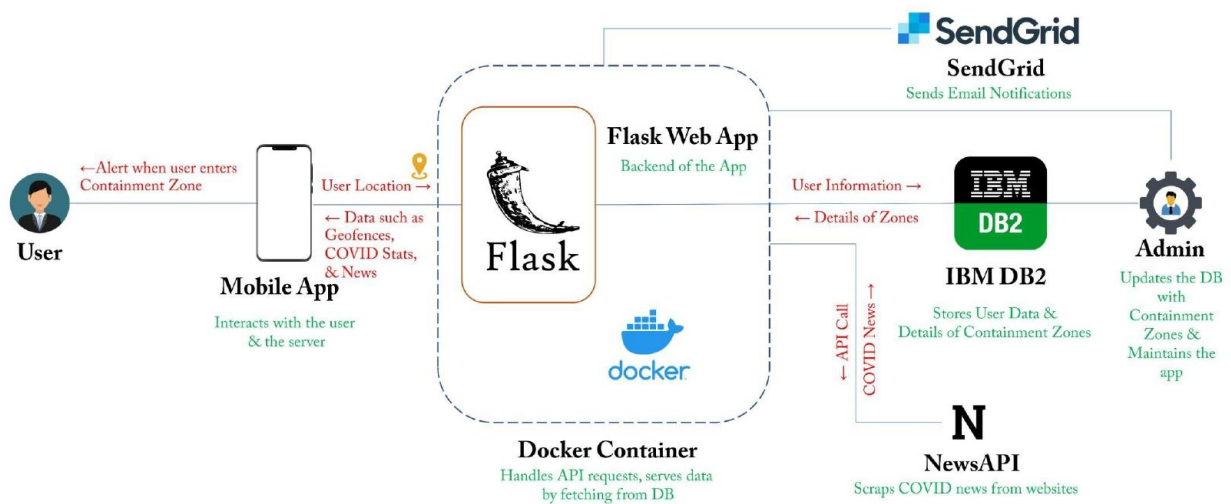 SendGrid
SendGrid
Sends Email Notifications
←Alert when user enters
Containment Zone
User
Mobile App
Interacts with the user
& the server
User Location →
← Data such as
Geofences,
COVID Stats,
& News
Flask
Flask Web App
Backend of the App
docker
Docker Container
Handles API requests, serves data
by fetching from DB
User Information →
← Details of Zones
IBM
DB2
IBM DB2
Stores User Data &
Details of Containment Zones
Admin
Updates the DB
with
Containment
Zones &
Maintains the
app
← API Call
COVID News →
N
NewsAPI
Scraps COVID news from websites